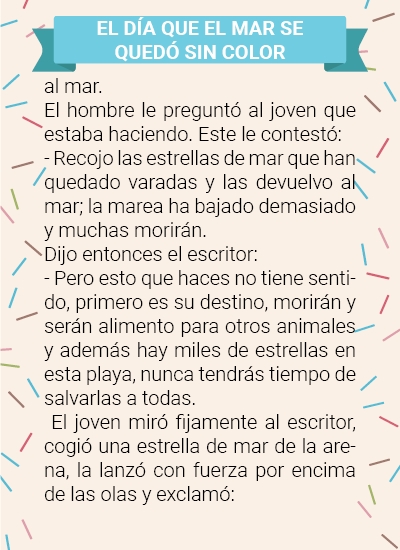 EL DÍA QUE EL MAR SE
QUEDÓ SIN COLOR
al mar.
El hombre le preguntó al joven que
estaba haciendo. Este le contestó:
- Recojo las estrellas de mar que han
quedado varadas y las devuelvo al
mar; la marea ha bajado demasiado
y muchas morirán.
Dijo entonces el escritor:
- Pero esto que haces no tiene senti-
do, primero es su destino, morirán y
serán alimento para otros animales
y además hay miles de estrellas en
esta playa, nunca tendrás tiempo de
salvarlas a todas.
El joven miró fijamente al escritor,
cogió una estrella de mar de la are-
na, la lanzó con fuerza por encima
de las olas y exclamó: